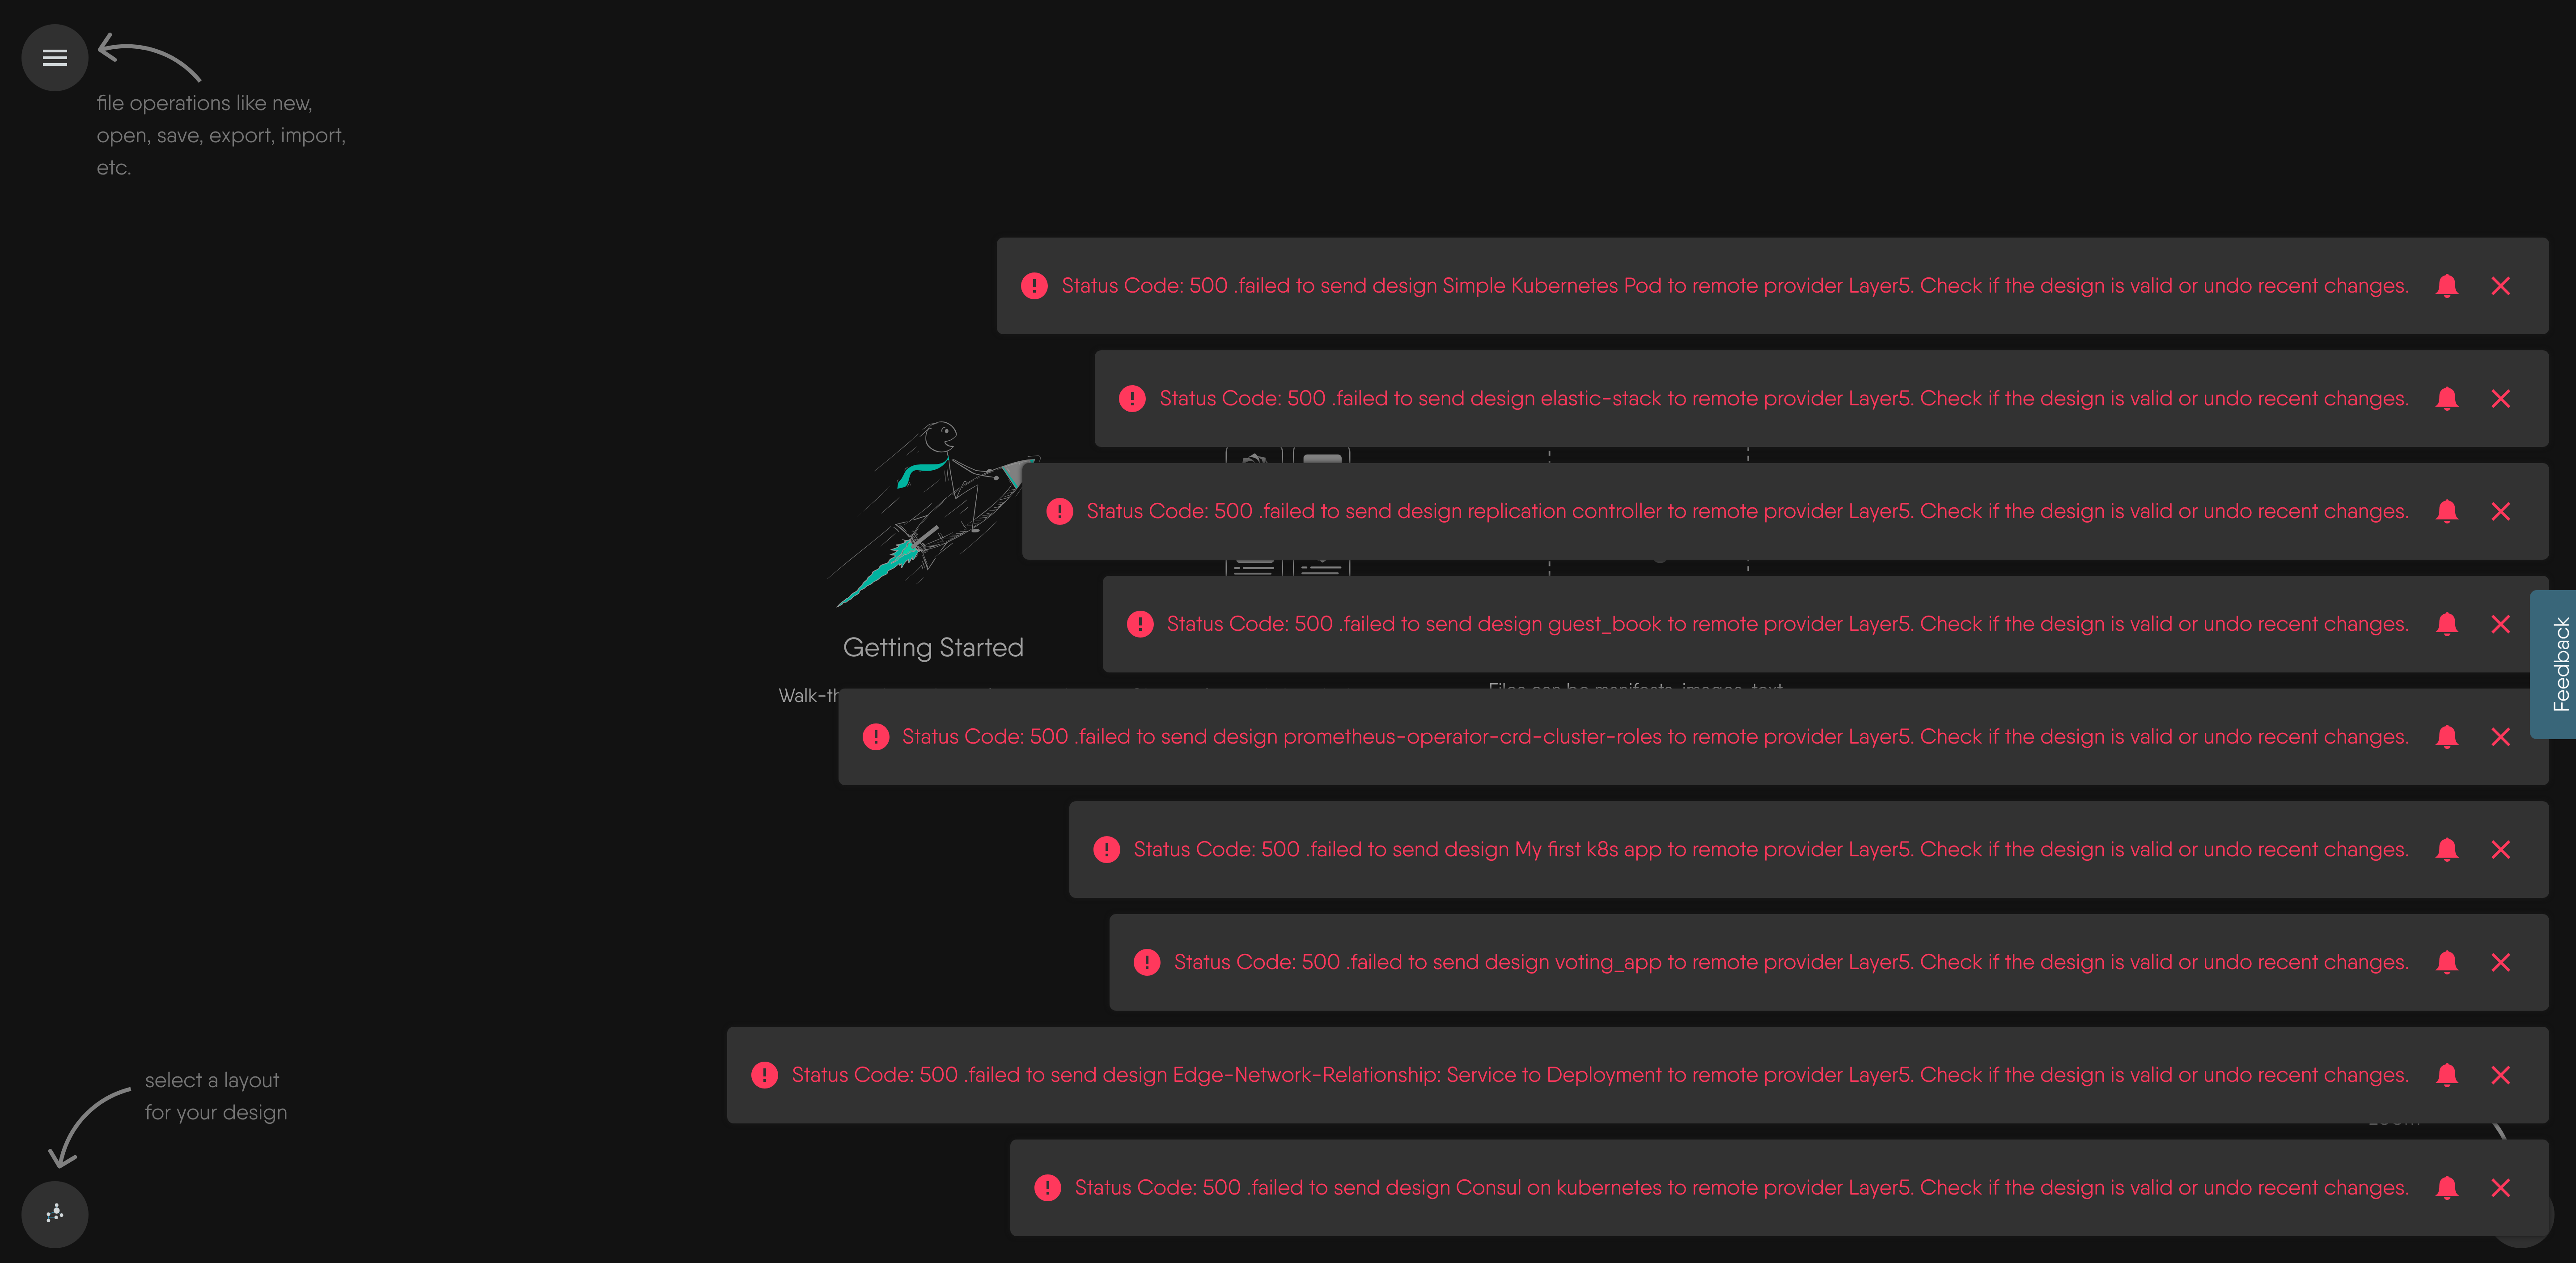 file operations like new,
open, save, export, import,
etc.
Status Code: 500 .failed to send design Simple Kubernetes Pod to remote provider Layer5. Check if the design is valid or undo recent changes.
Status Code: 500 .failed to send design elastic-stack to remote provider Layer5. Check if the design is valid or undo recent changes.
Status Code: 500 .failed to send design replication controller to remote provider Layer5. Check if the design is valid or undo recent changes.
Status Code: 500 .failed to send design guest_book to remote provider Layer5. Check if the design is valid or undo recent changes.
Getting Started
Feedback
Files can be manifests, images, text
Status Code: 500 .failed to send design prometheus-operator-crd-cluster-roles to remote provider Layer5. Check if the design is valid or undo recent changes.
Status Code: 500 .failed to send design My first k8s app to remote provider Layer5. Check if the design is valid or undo recent changes.
Status Code: 500 .failed to send design voting_app to remote provider Layer5. Check if the design is valid or undo recent changes.
Status Code: 500 .failed to send design Edge-Network-Relationship: Service to Deployment to remote provider Layer5. Check if the design is valid or undo recent changes.
select a layout
for your design
Status Code: 500 .failed to send design Consul on kubernetes to remote provider Layer5. Check if the design is valid or undo recent changes.